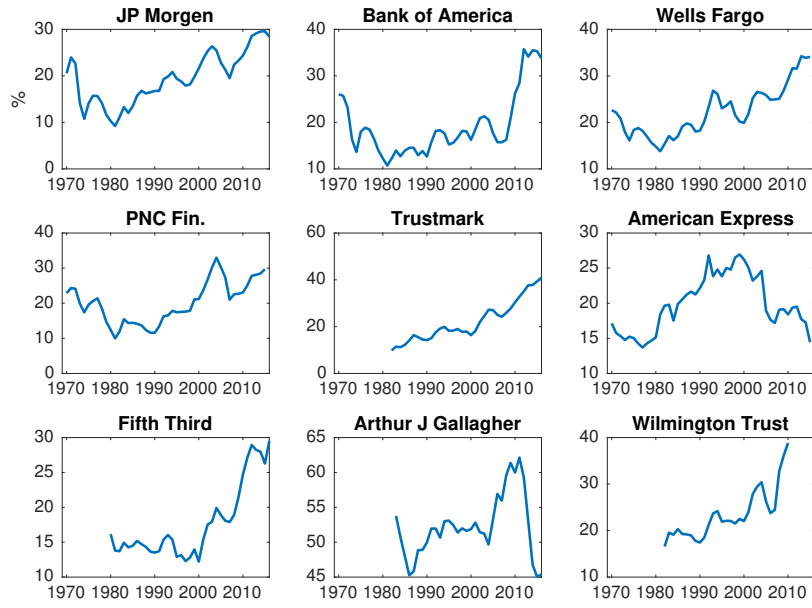 JP Morgen
Bank of America
Wells Fargo
%
30
20
10
0
1970 1980 1990 2000 2010
40
30
20
10
1970 1980 1990 2000 2010
40
30
20
10
1970 1980 1990 2000 2010
PNC Fin.
Trustmark
American Express
40
30
20
10
0
1970 1980 1990 2000 2010
60
40
20
0
1970 1980 1990 2000 2010
30
25
20
15
10
1970 1980 1990 2000 2010
Fifth Third
Arthur J Gallagher
Wilmington Trust
30
25
20
15
10
1970 1980 1990 2000 2010
65
60
55
50
45
1970 1980 1990 2000 2010
40
30
20
10
1970 1980 1990 2000 2010